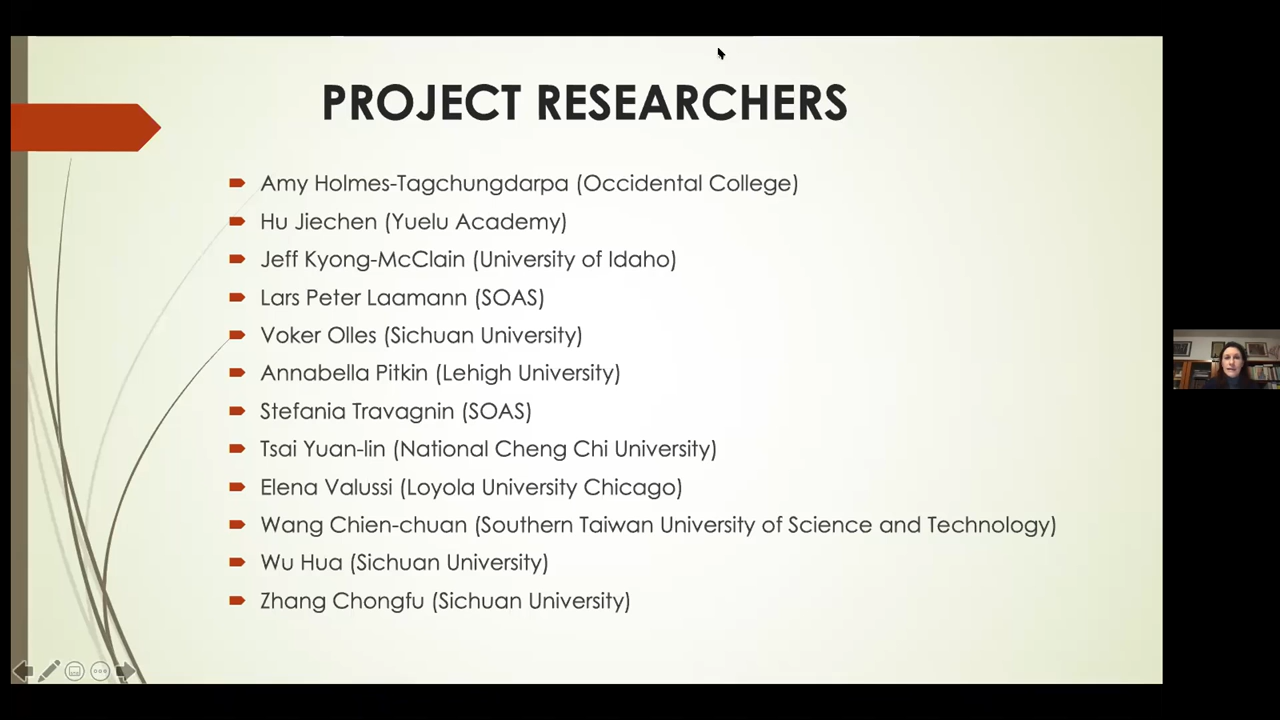 PROJECT RESEARCHERS
Amy Holmes-Tagchungdarpa (Occidental College)
Hu Jiechen (Yuelu Academy)
Jeff Kyong-McClain (University of Idaho)
Lars Peter Laamann (SOAS)
Voker Olles (Sichuan University)
Annabella Pitkin (Lehigh University)
Stefania Travagnin (SOAS)
Tsai Yuan-lin (National Cheng Chi University)
Elena Valussi (Loyola University Chicago)
Wang Chien-chuan (Southern Taiwan University of Science and Technology)
Wu Hua (Sichuan University)
Zhang Chongfu (Sichuan University)